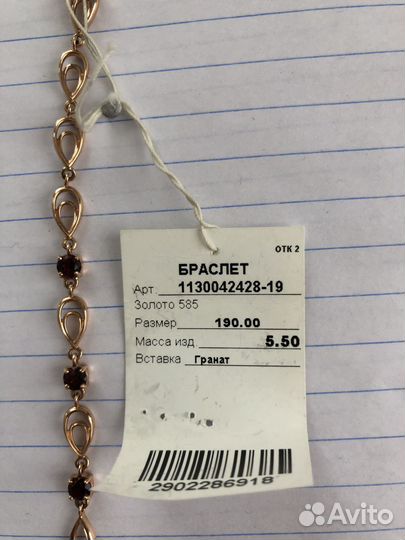 ОТК 2
БРАСЛЕТ
Арт. 1130042428-19
Золото 585
Размер 190.00
Масса изд. 5.50
Вставка Гранат
2902286918
Avito